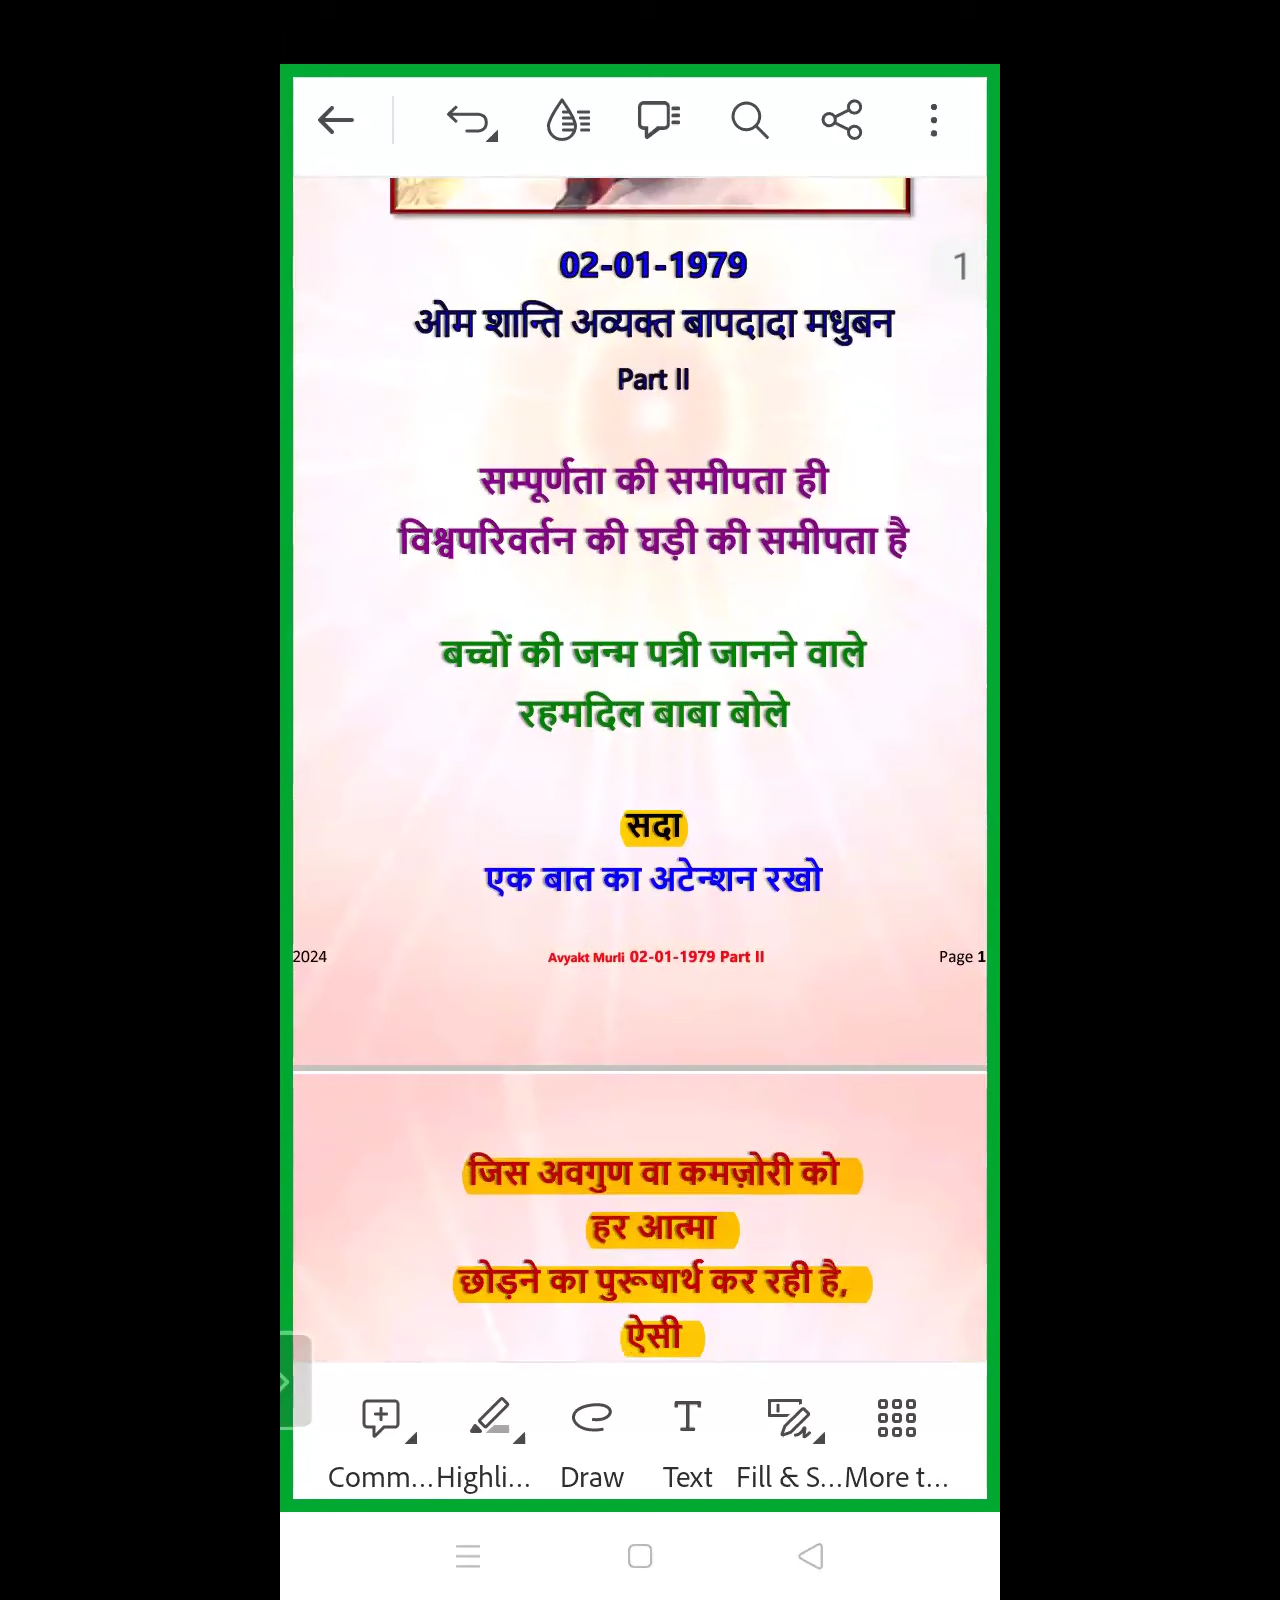 02-01-1979
1
ओम शान्ति अव्यक्त बापदादा मधुबन
Part II
सम्पूर्णता की समीपता ही
विश्वपरिवर्तन की घड़ी की समीपता है
बच्चों की जन्म पत्री जानने वाले
रहमदिल बाबा बोले
सदा
एक बात का अटेन्शन रखो
2024 Avyakt Murli 02-01-1979 Part II Page 1
जिस अवगुण वा कमज़ोरी को
हर आत्मा
छोड़ने का पुरूषार्थ कर रही है,
ऐसी
Comm... Highli... Draw Text Fill & S... More t...